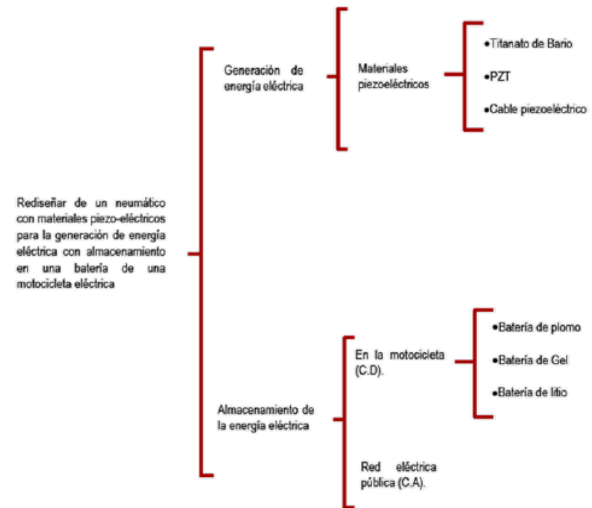 Rediseñar de un neumático
con materiales piezo-eléctricos
para la generación de energía
eléctrica con almacenamiento
en una batería de una
motocicleta eléctrica
Generación de
energía eléctrica
Materiales
piezoeléctricos
•Titanato de Bario
•PZT
•Cable piezoeléctrico
Almacenamiento de
la energía eléctrica
En la motocicleta
(C.D).
•Batería de plomo
•Batería de Gel
•Batería de litio
Red eléctrica
pública (C.A).